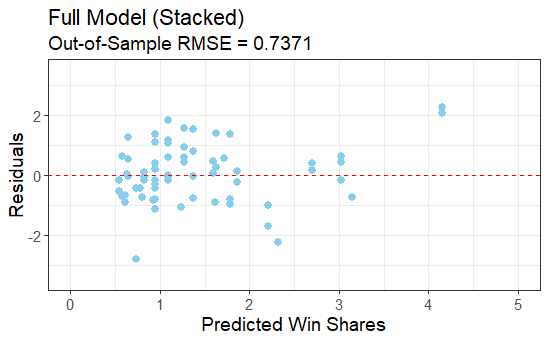 Full Model (Stacked)
Out-of-Sample RMSE = 0.7371
Residuals
2
0
-2
0 1 2 3 4 5
Predicted Win Shares